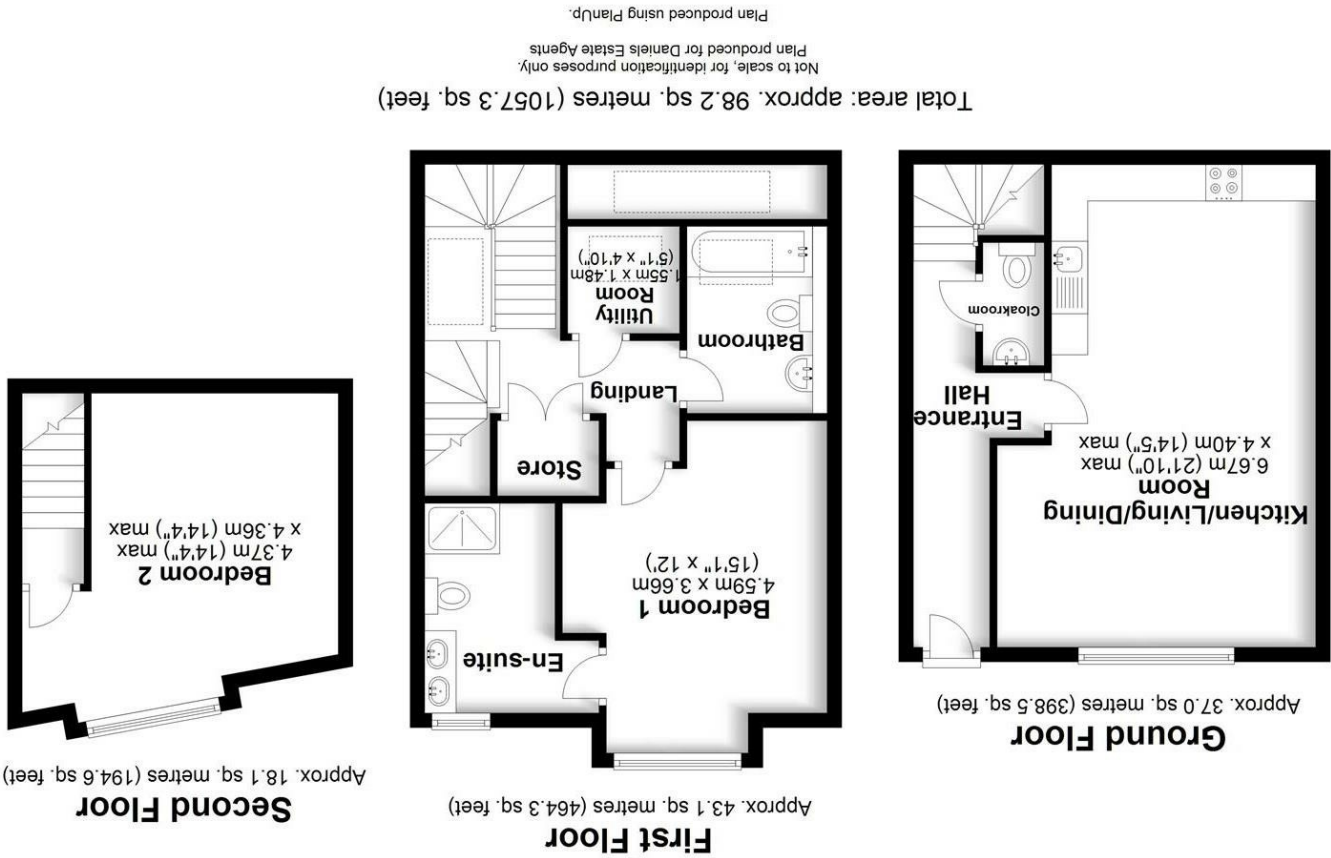 Ground Floor
Approx. 37.0 sq. metres (398.5 sq. feet)
Kitchen/Living/Dining
Room
6.67m (21'10") max
x 4.40m (14'5") max
Entrance
Hall
Cloakroom
First Floor
Approx. 43.1 sq. metres (464.3 sq. feet)
Bedroom 1
4.59m x 3.66m
(15'1" x 12')
En-suite
Store
Landing
Bathroom
Utility
Room
1.55m x 1.48m
(5'1" x 4'10")
Second Floor
Approx. 18.1 sq. metres (194.6 sq. feet)
Bedroom 2
4.37m (14'4") max
x 4.36m (14'4") max
Total area: approx. 98.2 sq. metres (1057.3 sq. feet)
Not to scale, for identification purposes only.
Plan produced for Daniels Estate Agents
Plan produced using PlanUp.